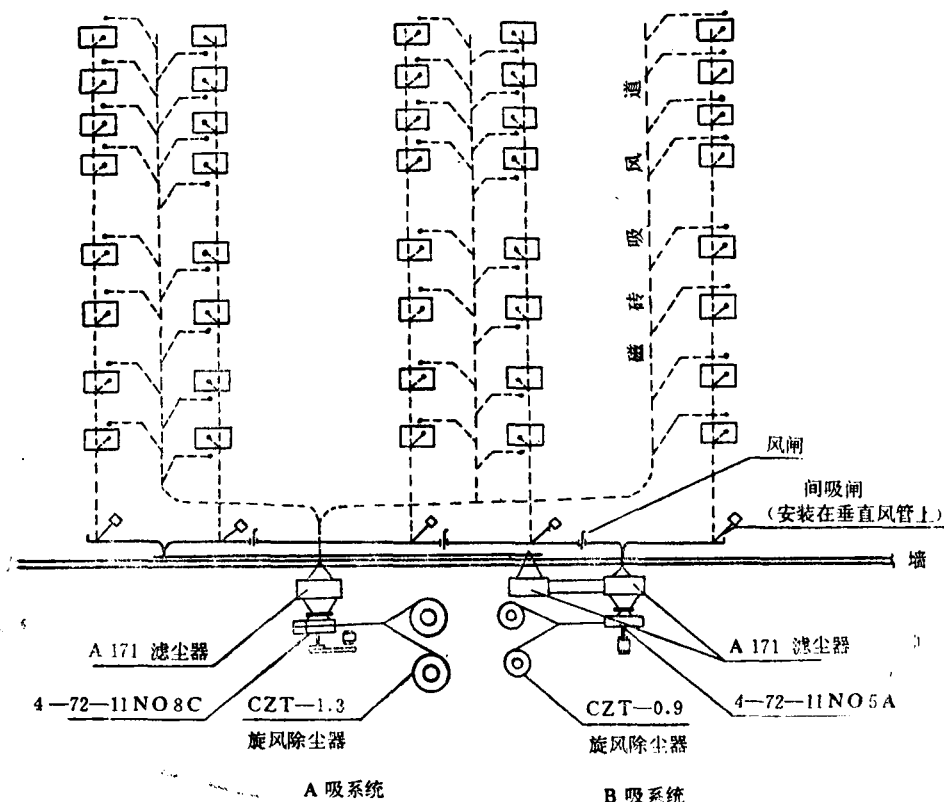 道
风
吸
砖
磁
风闸
间吸闸
(安装在垂直风管上)
墙
A 171 滤尘器
A 171 滤尘器
4—72—11NO8C
CZT—1.3
旋风除尘器
CZT—0.9
旋风除尘器
4—72—11NO5A
A 吸系统
B 吸系统